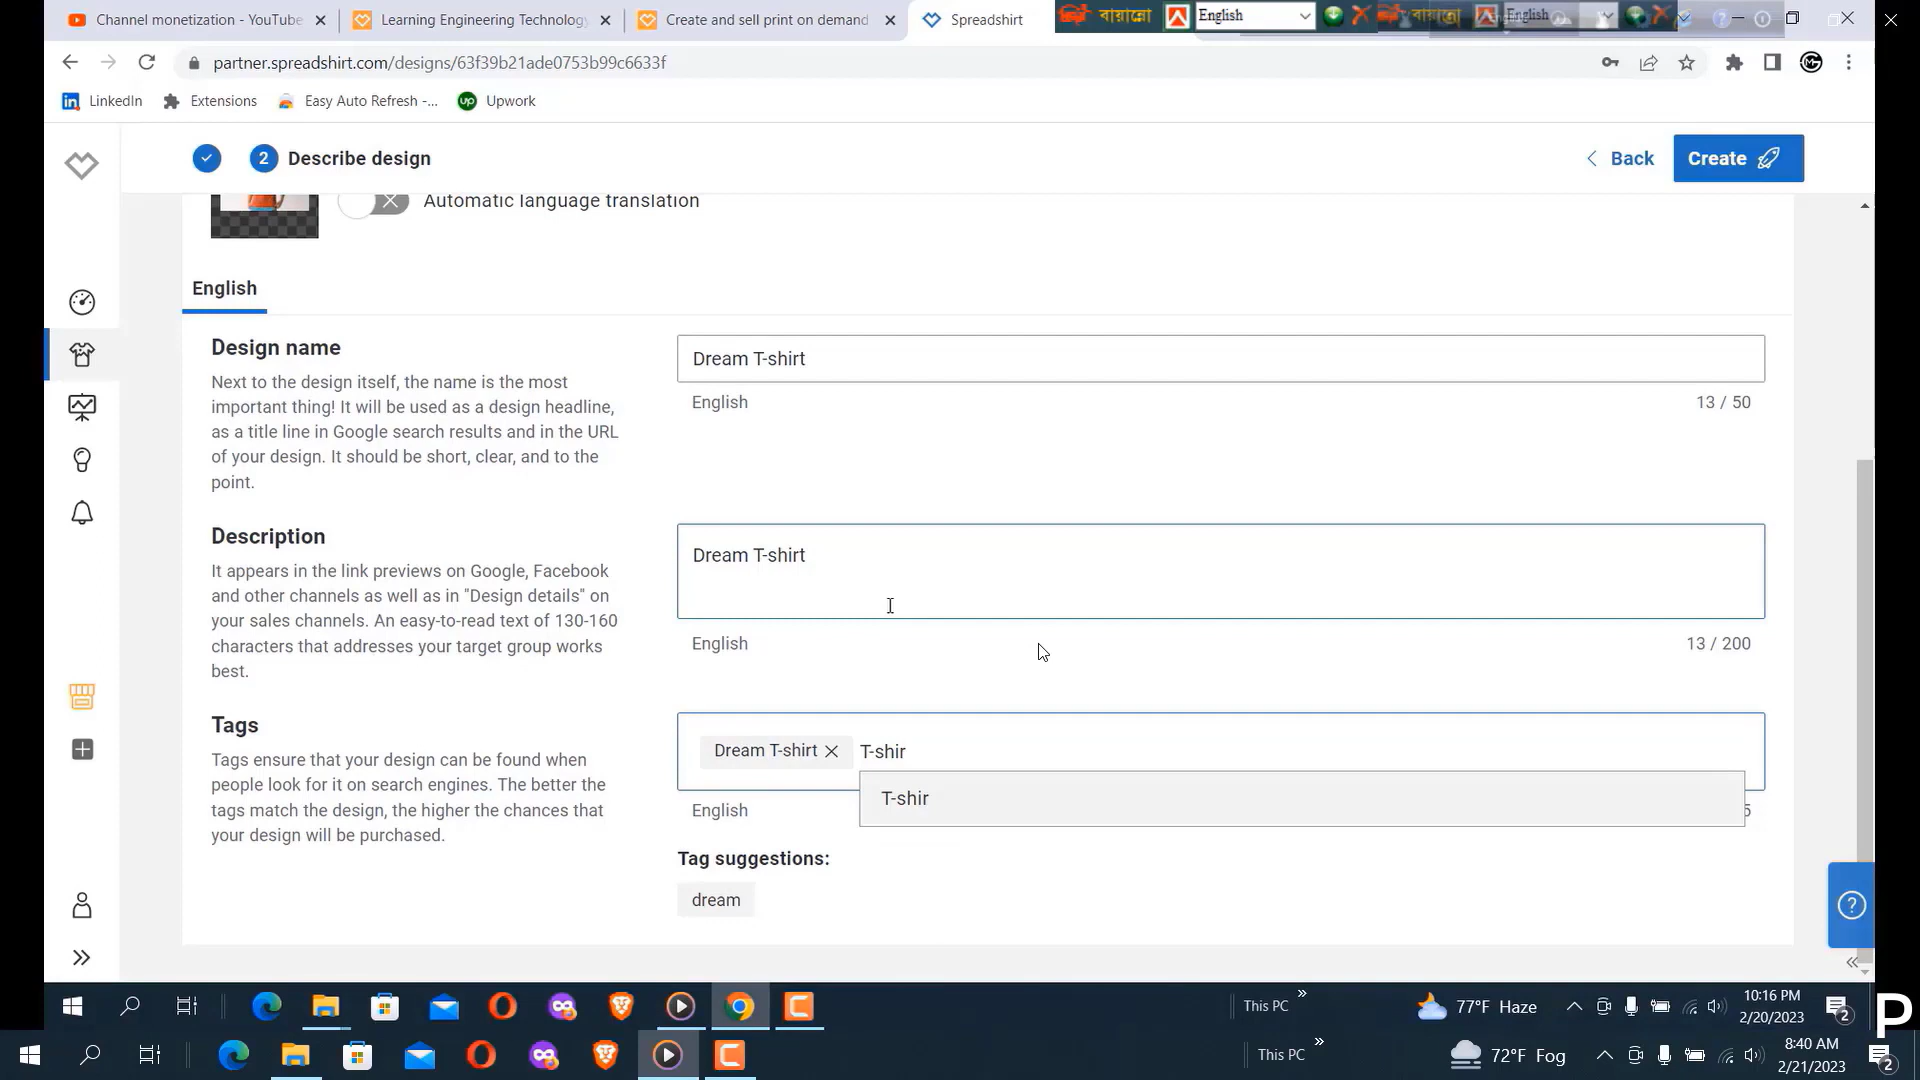 Channel monetization - YouTube
Learning Engineering Technology
Create and sell print on demand
Spreadshirt
বায়ান্নো
English
partner.spreadshirt.com/designs/63f39b21ade0753b99c6633f
LinkedIn
Extensions
Easy Auto Refresh -...
Upwork
2 Describe design
Back
Create
Automatic language translation
English
Design name
Next to the design itself, the name is the most
important thing! It will be used as a design headline,
as a title line in Google search results and in the URL
of your design. It should be short, clear, and to the
point.
Dream T-shirt
English
13 / 50
Description
It appears in the link previews on Google, Facebook
and other channels as well as in "Design details" on
your sales channels. An easy-to-read text of 130-160
characters that addresses your target group works
best.
Dream T-shirt
English
13 / 200
Tags
Tags ensure that your design can be found when
people look for it on search engines. The better the
tags match the design, the higher the chances that
your design will be purchased.
Dream T-shirt
T-shir
T-shir
English
5
Tag suggestions:
dream
This PC
77°F Haze
10:16 PM
2/20/2023
2
P
This PC
72°F Fog
8:40 AM
2/21/2023
2